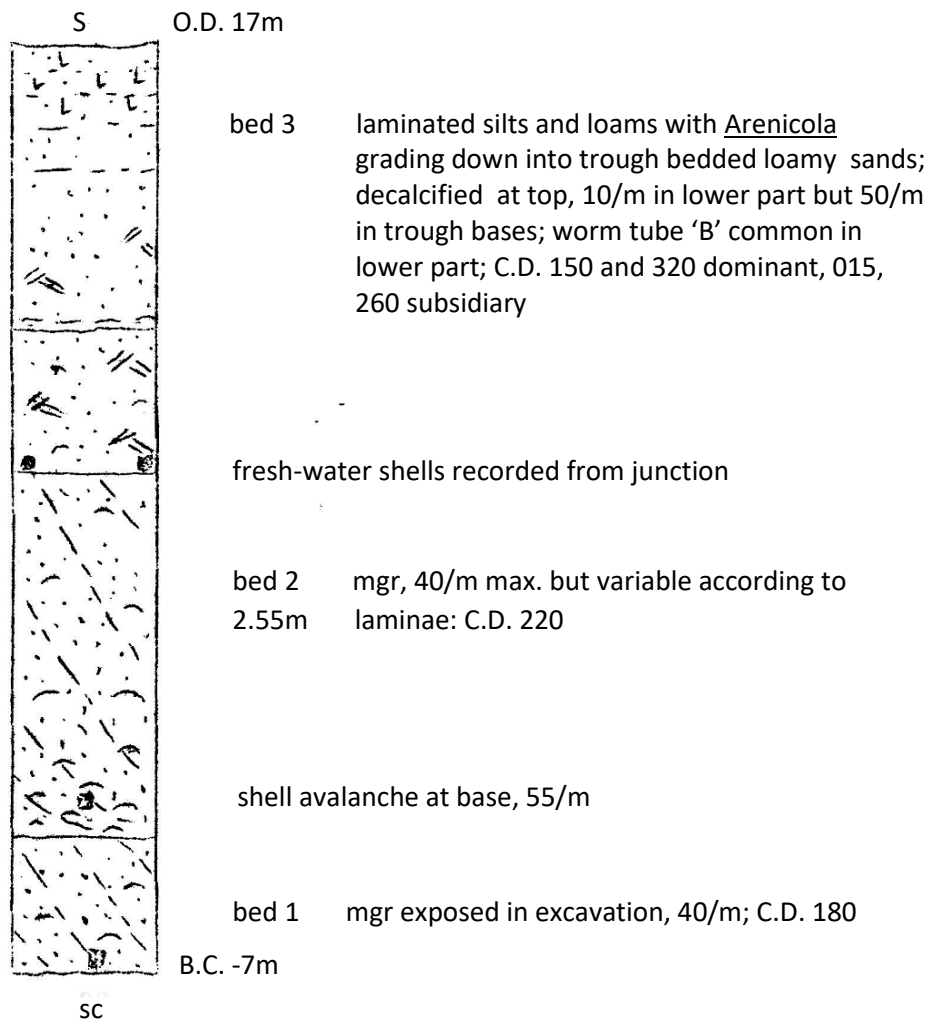 S O.D. 17m
bed 3 laminated silts and loams with Arenicola
grading down into trough bedded loamy sands;
decalcified at top, 10/m in lower part but 50/m
in trough bases; worm tube ‘B’ common in
lower part; C.D. 150 and 320 dominant, 015,
260 subsidiary
fresh-water shells recorded from junction
bed 2 mgr, 40/m max. but variable according to
2.55m laminae: C.D. 220
shell avalanche at base, 55/m
bed 1 mgr exposed in excavation, 40/m; C.D. 180
B.C. -7m
sc